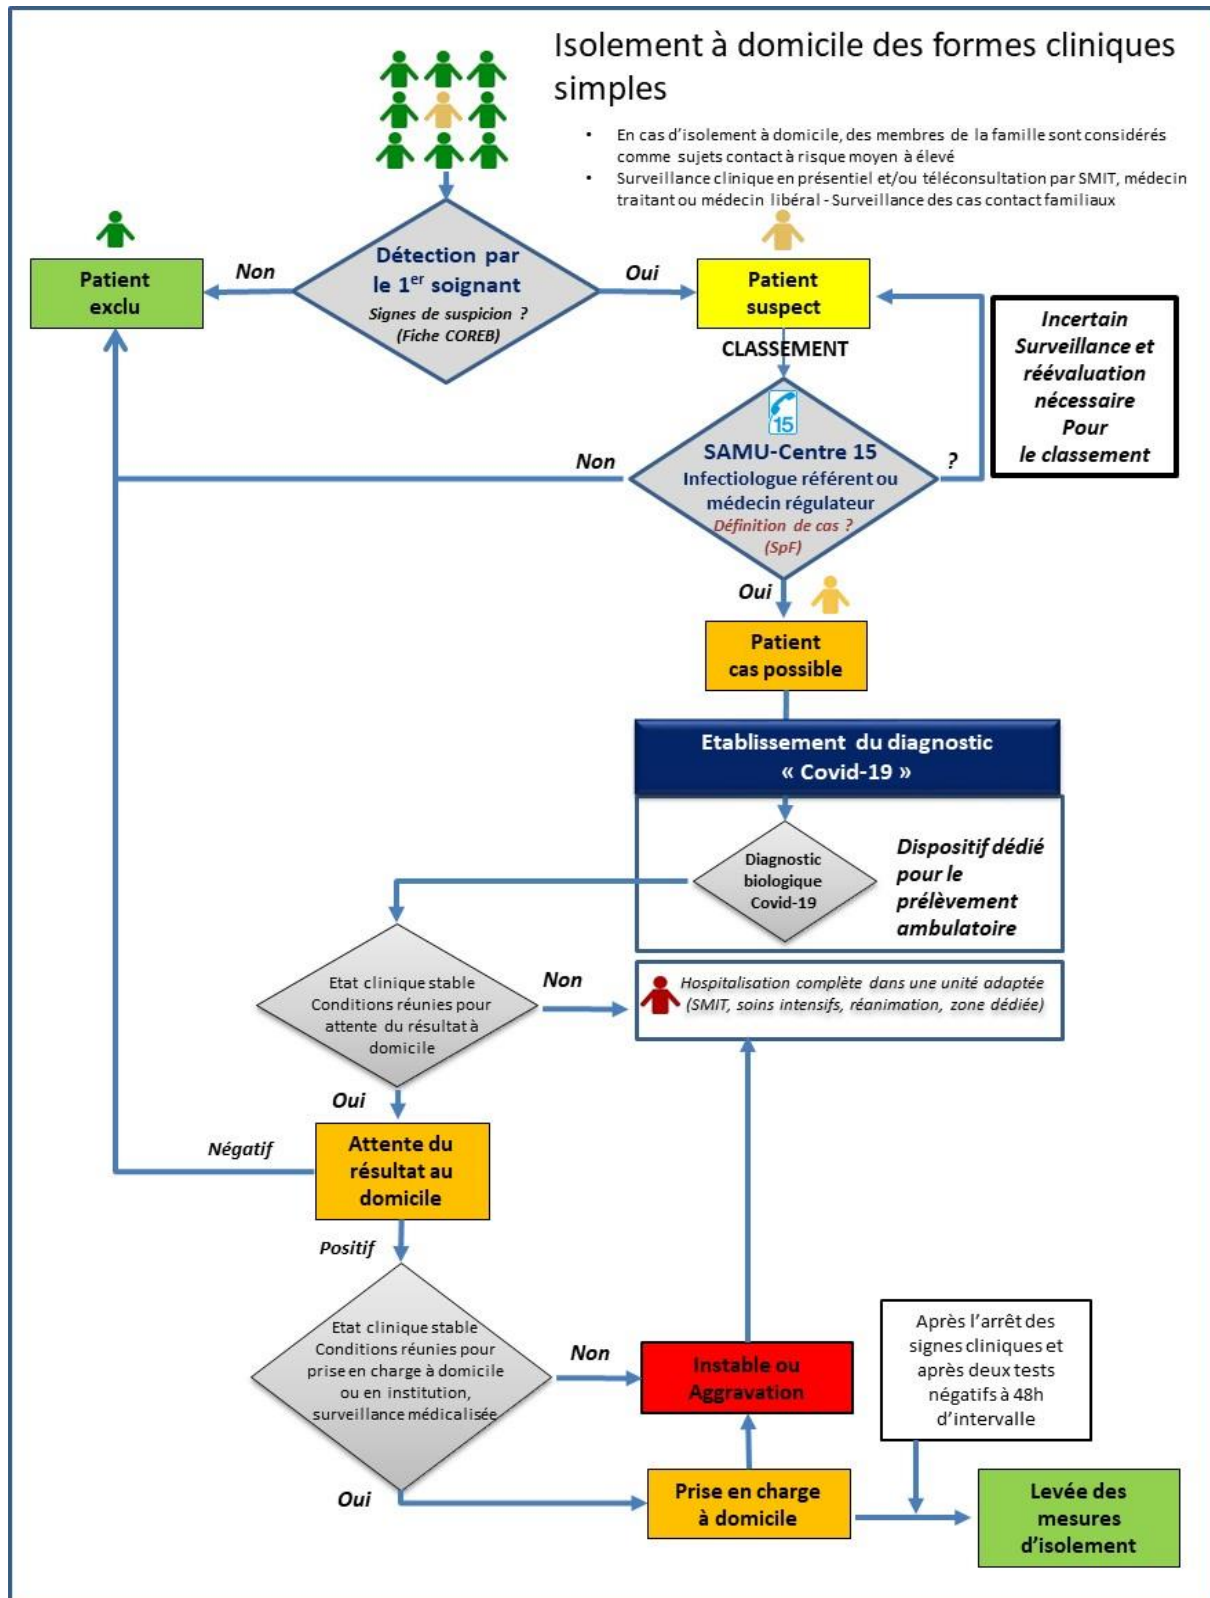 Isolement à domicile des formes cliniques
simples
• En cas d'isolement à domicile, des membres de la famille sont considérés
comme sujets contact à risque moyen à élevé
• Surveillance clinique en présentiel et/ou téléconsultation par SMIT, médecin
traitant ou médecin libéral - Surveillance des cas contact familiaux
Détection par
le 1er soignant
Signes de suspicion ?
(Fiche COREB)
Non
Oui
Patient
exclu
Patient
suspect
CLASSEMENT
Incertain
Surveillance et
réévaluation
nécessaire
Pour
le classement
15
SAMU-Centre 15
Infectiologue référent ou
médecin régulateur
Définition de cas ?
(SpF)
Non
?
Oui
Patient
cas possible
Etablissement du diagnostic
« Covid-19 »
Diagnostic
biologique
Covid-19
Dispositif dédié
pour le
prélèvement
ambulatoire
Etat clinique stable
Conditions réunies pour
attente du résultat à
domicile
Non
Hospitalisation complète dans une unité adaptée
(SMIT, soins intensifs, réanimation, zone dédiée)
Oui
Attente du
résultat au
domicile
Négatif
Positif
Etat clinique stable
Conditions réunies pour
prise en charge à domicile
ou en institution,
surveillance médicalisée
Non
Instable ou
Aggravation
Après l'arrêt des
signes cliniques et
après deux tests
négatifs à 48h
d'intervalle
Oui
Prise en charge
à domicile
Levée des
mesures
d'isolement